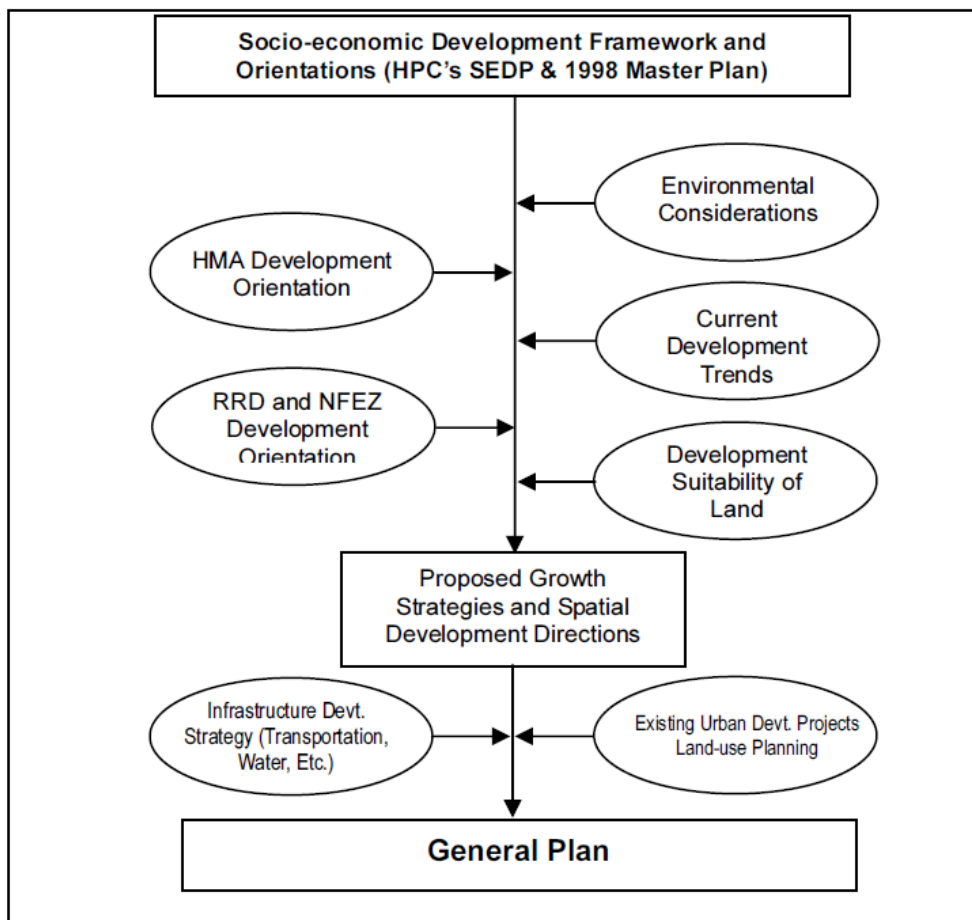 Socio-economic Development Framework and
Orientations (HPC's SEDP & 1998 Master Plan)
Environmental
Considerations
HMA Development
Orientation
Current
Development
Trends
RRD and NFEZ
Development
Orientation
Development
Suitability of
Land
Proposed Growth
Strategies and Spatial
Development Directions
Infrastructure Devt.
Strategy (Transportation,
Water, Etc.)
Existing Urban Devt. Projects
Land-use Planning
General Plan